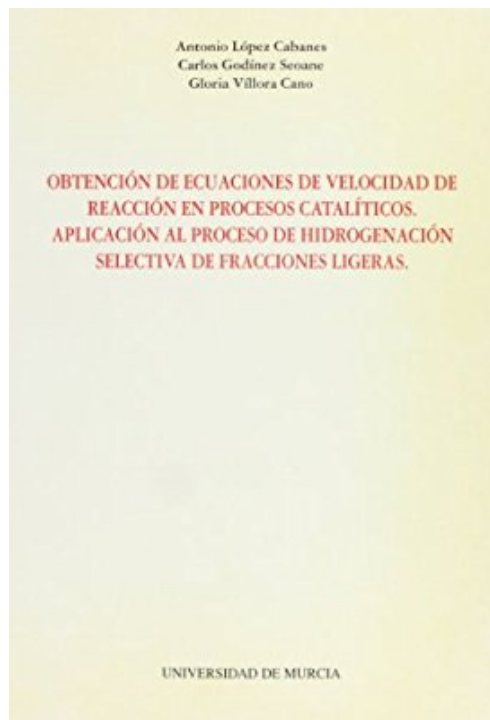 Antonio López Cabanes
Carlos Godínez Seoane
Gloria Víllora Cano
OBTENCIÓN DE ECUACIONES DE VELOCIDAD DE
REACCIÓN EN PROCESOS CATALÍTICOS.
APLICACIÓN AL PROCESO DE HIDROGENACIÓN
SELECTIVA DE FRACCIONES LIGERAS.
UNIVERSIDAD DE MURCIA